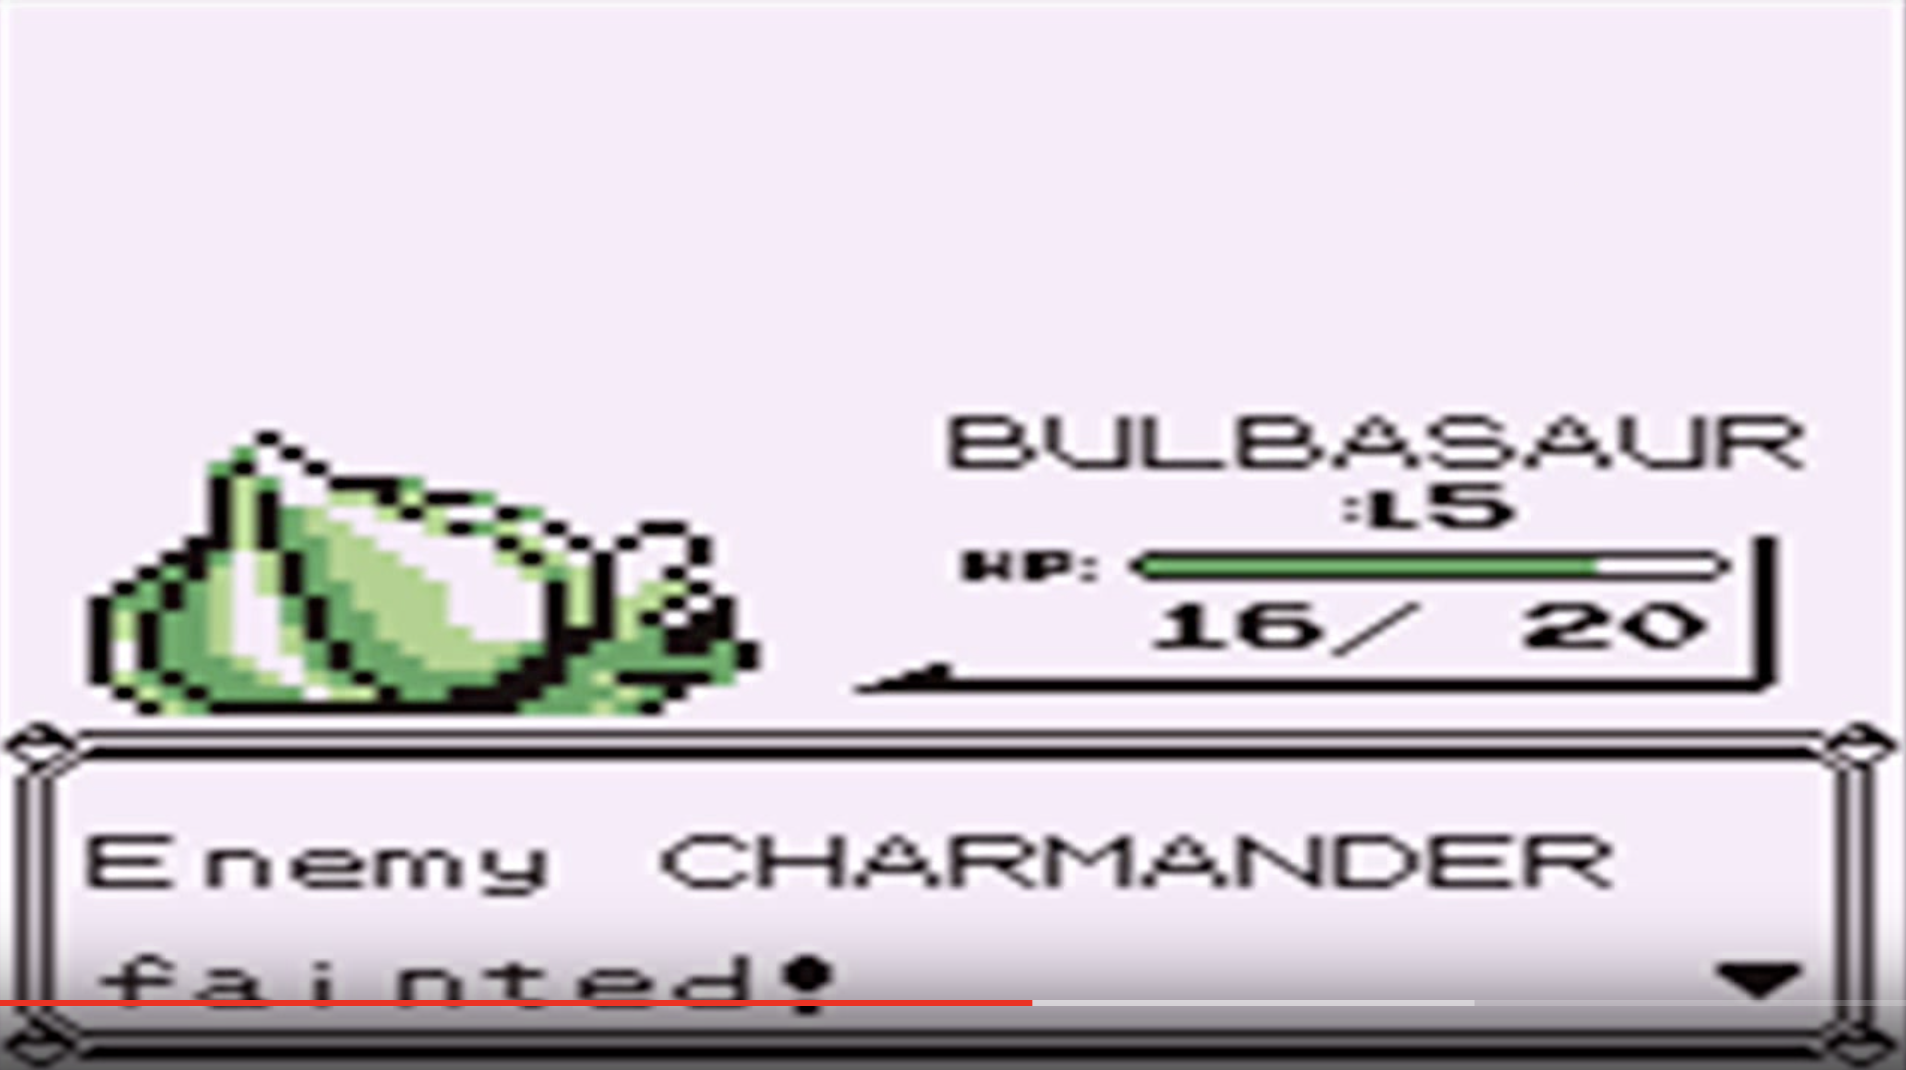 BULBASAUR
:L5
HP:
16/ 20
Enemy CHARMANDER
fainted!